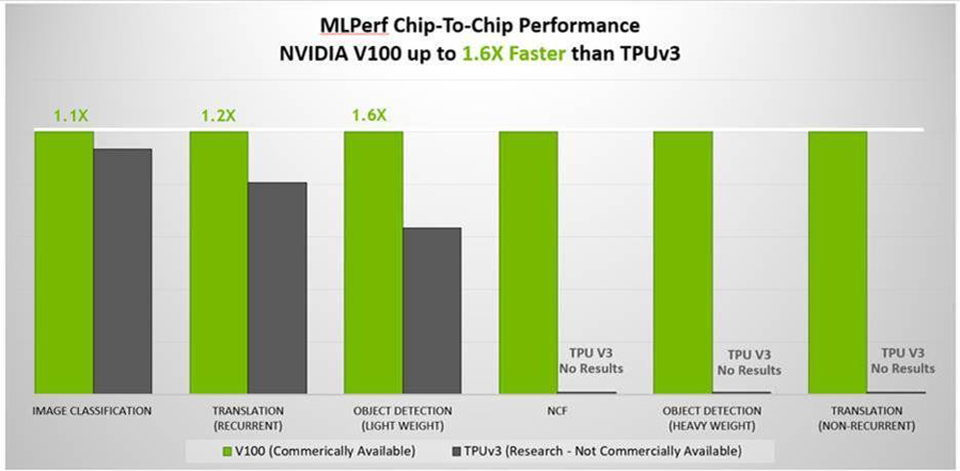 MLPerf Chip-To-Chip Performance
NVIDIA V100 up to 1.6X Faster than TPUv3
1.1X
1.2X
1.6X
TPU V3
No Results
TPU V3
No Results
TPU V3
No Results
IMAGE CLASSIFICATION
TRANSLATION
(RECURRENT)
OBJECT DETECTION
(LIGHT WEIGHT)
NCF
OBJECT DETECTION
(HEAVY WEIGHT)
TRANSLATION
(NON-RECURRENT)
V100 (Commerically Available)
TPUv3 (Research - Not Commercially Available)